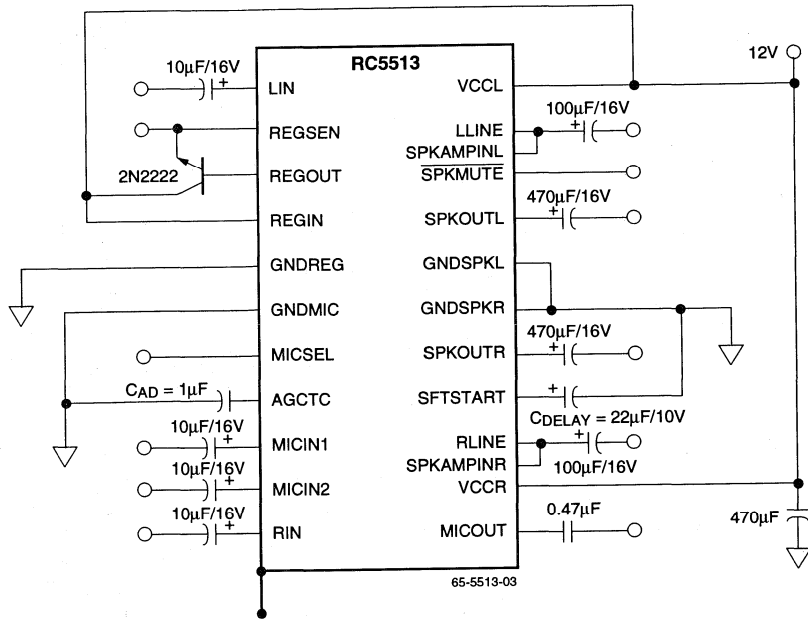 RC5513
12V
10μF/16V
+
LIN
VCCL
REGSEN
LLINE
100μF/16V
+
SPKAMPINL
2N2222
REGOUT
SPKMUTE
REGIN
SPKOUTL
470μF/16V
+
GNDREG
GNDSPKL
GNDMIC
GNDSPKR
MICSEL
SPKOUTR
470μF/16V
+
CAD = 1μF
AGCTC
SFTSTART
+
CDELAY = 22μF/10V
10μF/16V
+
MICIN1
RLINE
+
100μF/16V
SPKAMPINR
10μF/16V
+
MICIN2
VCCR
10μF/16V
+
RIN
MICOUT
0.47μF
470μF
+
65-5513-03